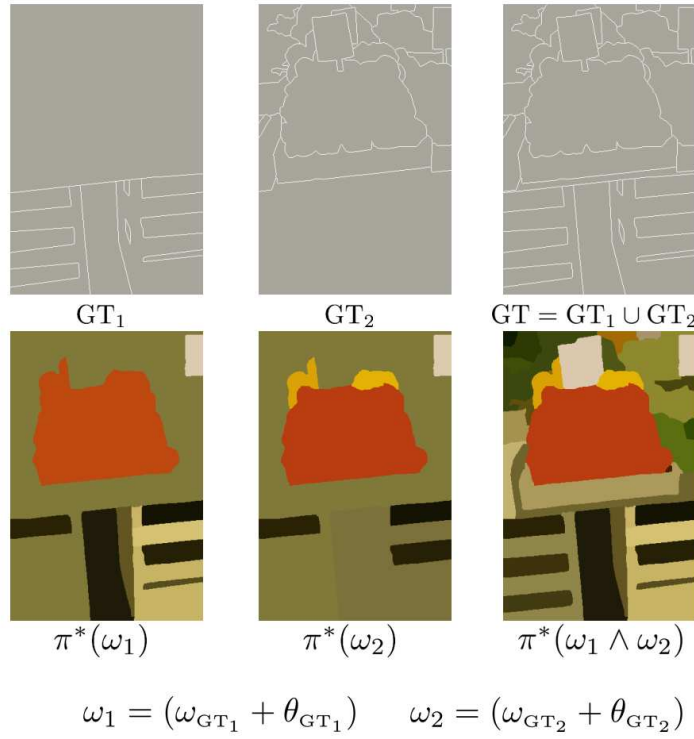 GT₁ GT₂ GT = GT₁ ∪ GT₂
π*(ω₁) π*(ω₂) π*(ω₁ ∧ ω₂)
ω₁ = (ω_GT₁ + θ_GT₁) ω₂ = (ω_GT₂ + θ_GT₂)